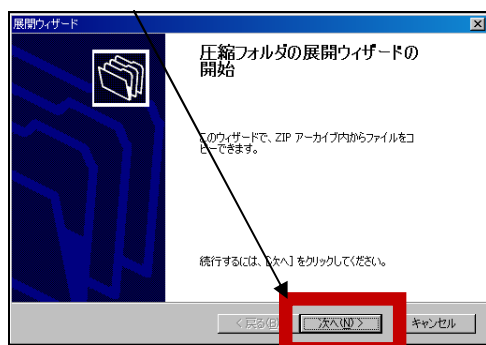 展開ウィザード
圧縮フォルダの展開ウィザードの
開始
このウィザードで、ZIP アーカイブ内からファイルをコ
ピーできます。
続行するには、[次へ] をクリックしてください。
< 戻る(B)
次へ(N) >
キャンセル